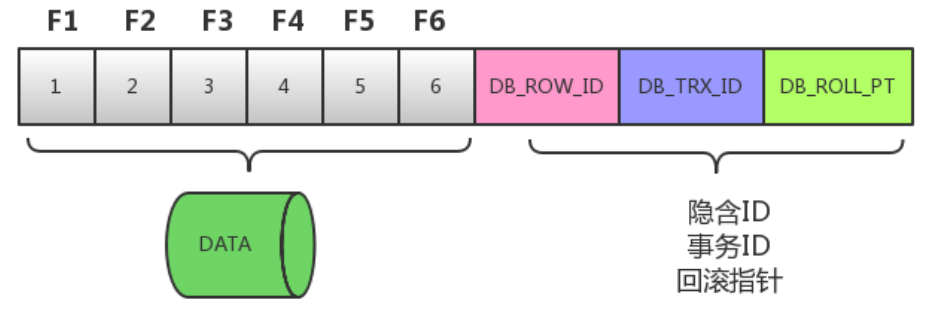 F1 F2 F3 F4 F5 F6
1 2 3 4 5 6 DB_ROW_ID DB_TRX_ID DB_ROLL_PT
DATA
隐含ID
事务ID
回滚指针